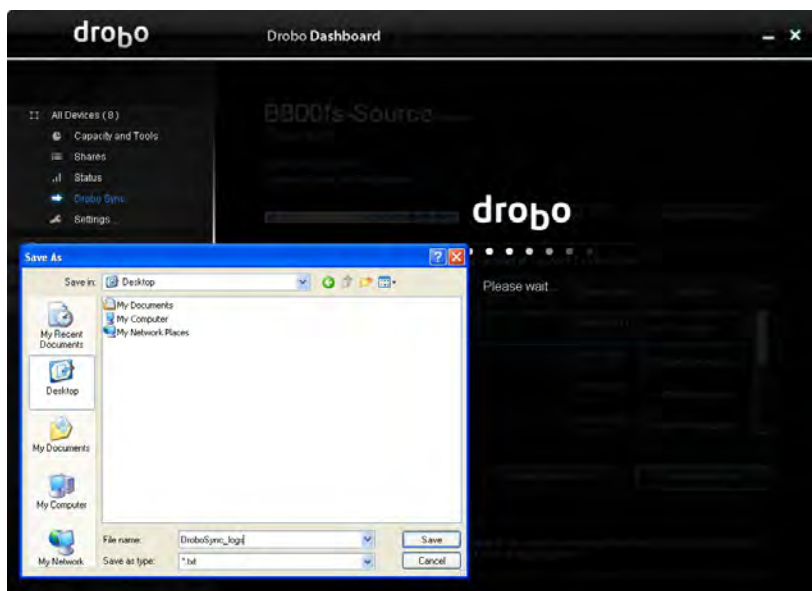 drobo
Drobo Dashboard
All Devices (8)
Capacity and Tools
Shares
Status
Drobo Sync
Settings
B800fs-Source
drobo
Please wait...
Save As
Save in:
Desktop
My Documents
My Computer
My Network Places
My Recent Documents
Desktop
My Documents
My Computer
My Network
File name:
DroboSync_logs
Save
Save as type:
*.txt
Cancel